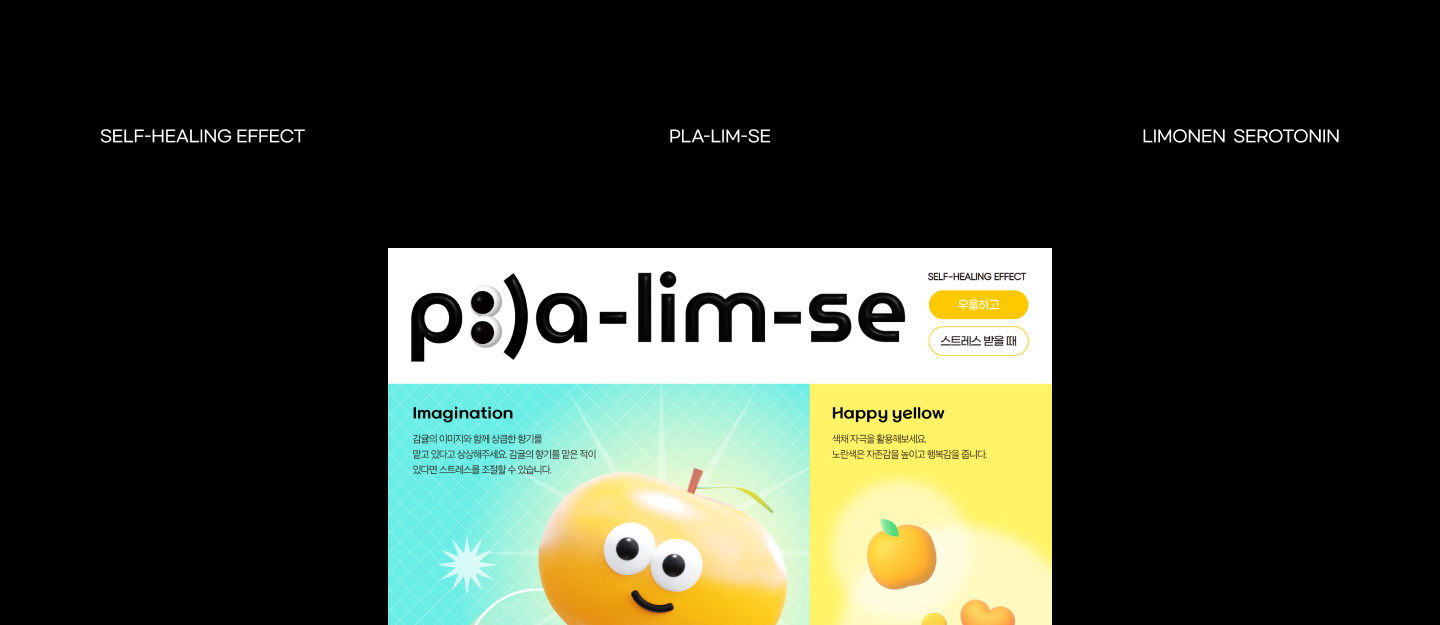 SELF-HEALING EFFECT
PLA-LIM-SE
LIMONEN SEROTONIN
p:)a-lim-se
SELF-HEALING EFFECT
우울하고
스트레스 받을 때
Imagination
감귤의 이미지와 함께 상큼한 향기를
맡고 있다고 상상해주세요. 감귤의 향기를 맡은 적이
있다면 스트레스를 조절할 수 있습니다.
Happy yellow
색채 자극을 활용해보세요.
노란색은 자존감을 높이고 행복감을 줍니다.